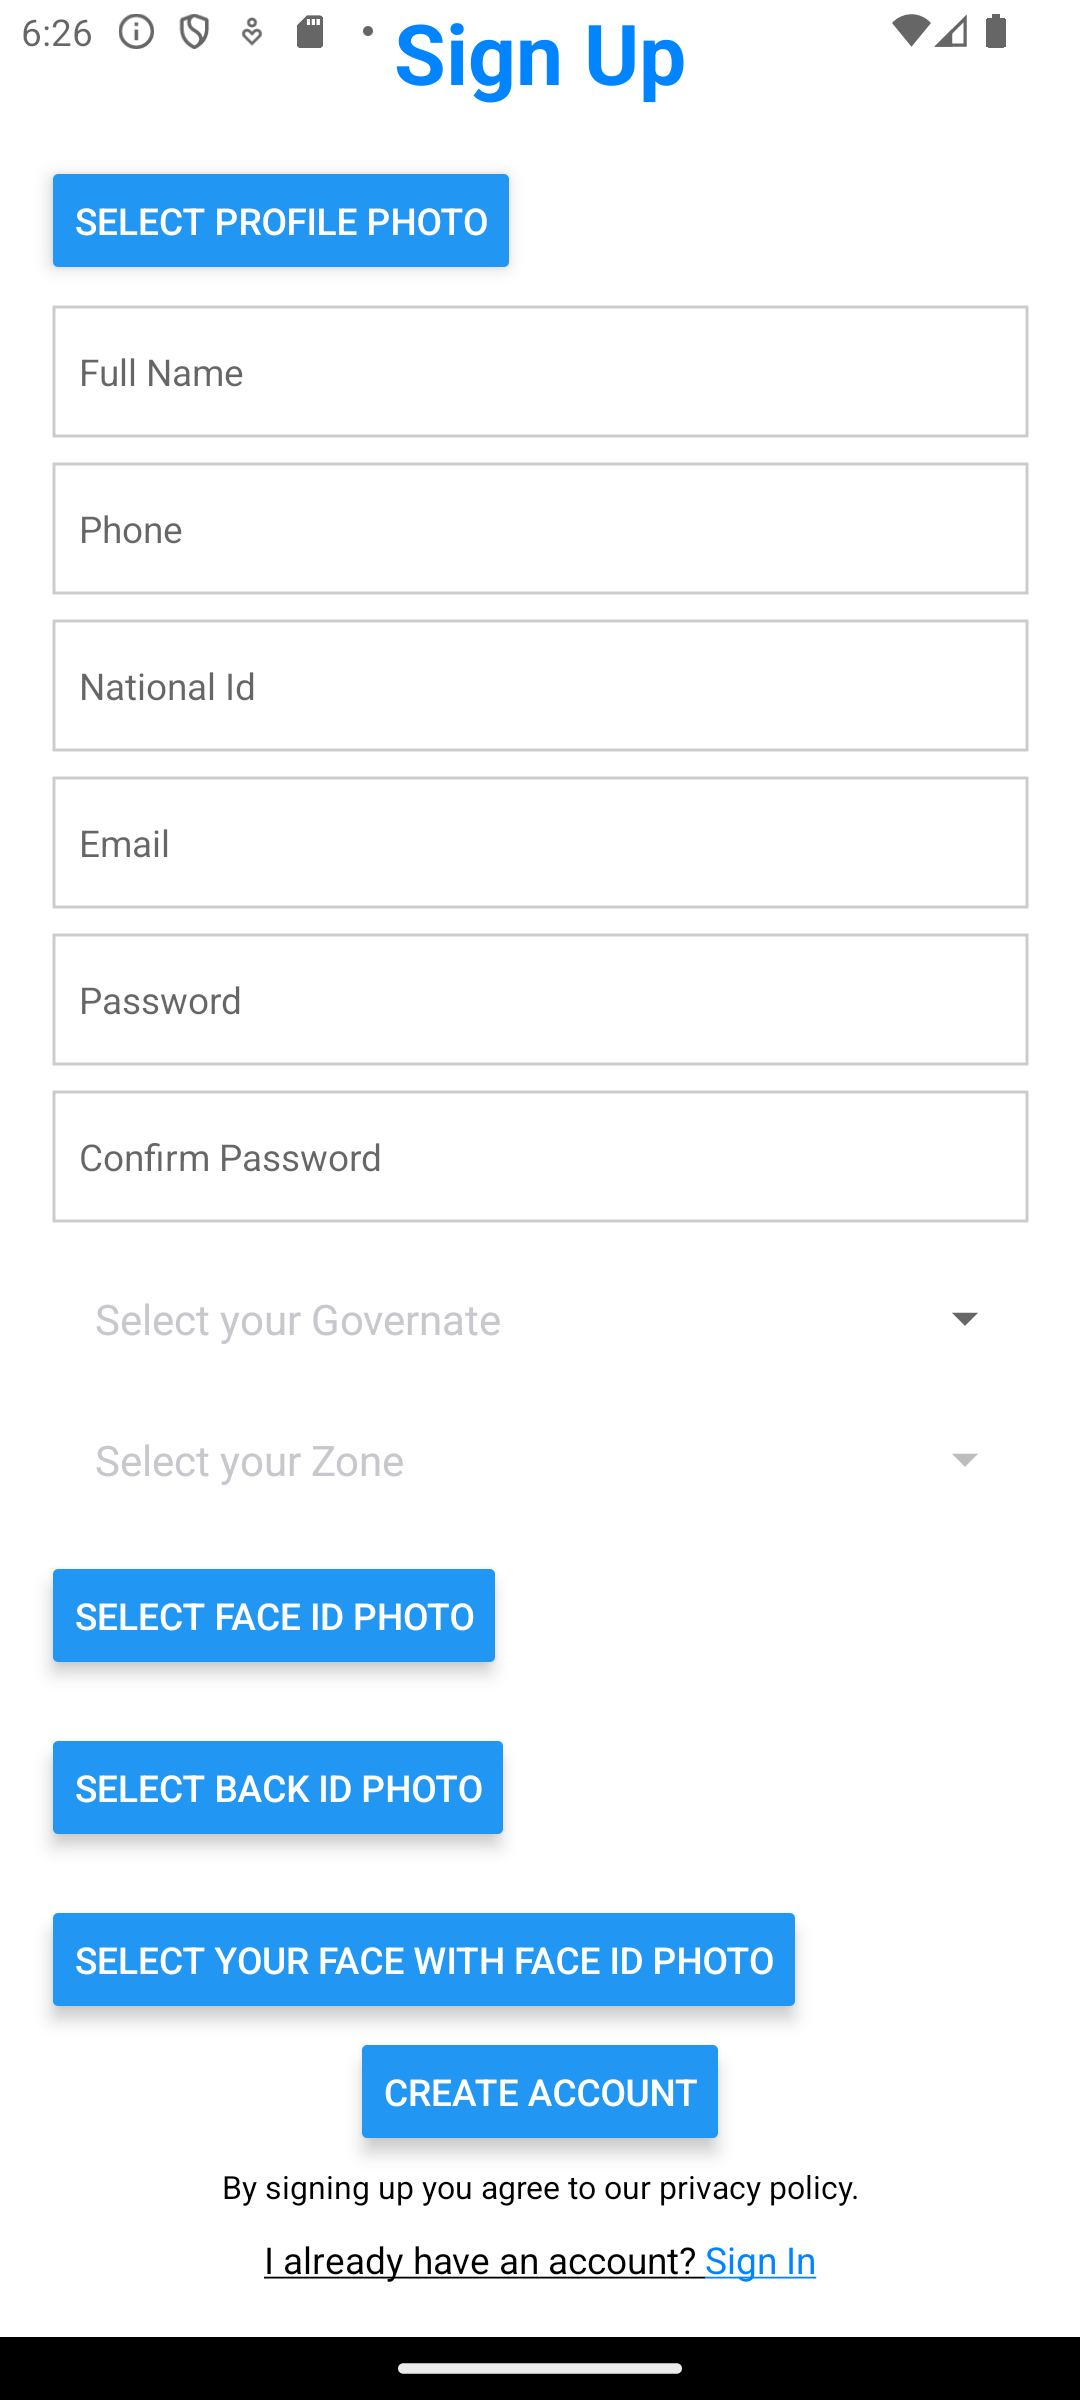 6:26
Sign Up
SELECT PROFILE PHOTO
Full Name
Phone
National Id
Email
Password
Confirm Password
Select your Governate
Select your Zone
SELECT FACE ID PHOTO
SELECT BACK ID PHOTO
SELECT YOUR FACE WITH FACE ID PHOTO
CREATE ACCOUNT
By signing up you agree to our privacy policy.
I already have an account? Sign In